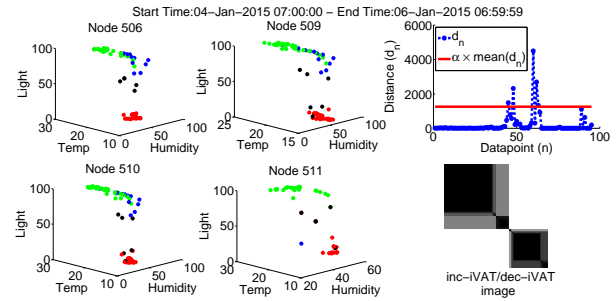 Start Time:04–Jan–2015 07:00:00 – End Time:06–Jan–2015 06:59:59
Node 506
Light
100
50
0
30
20
10
Temp
0
50
100
Humidity
Node 509
Light
100
50
0
25
20
15
Temp
0
50
100
Humidity
Distance (d_n)
6000
4000
2000
0
0
50
100
Datapoint (n)
d_n
α × mean(d_n)
Node 510
Light
100
50
0
30
20
10
Temp
0
50
100
Humidity
Node 511
Light
100
50
0
30
20
10
Temp
20
40
60
Humidity
inc–iVAT/dec–iVAT
image